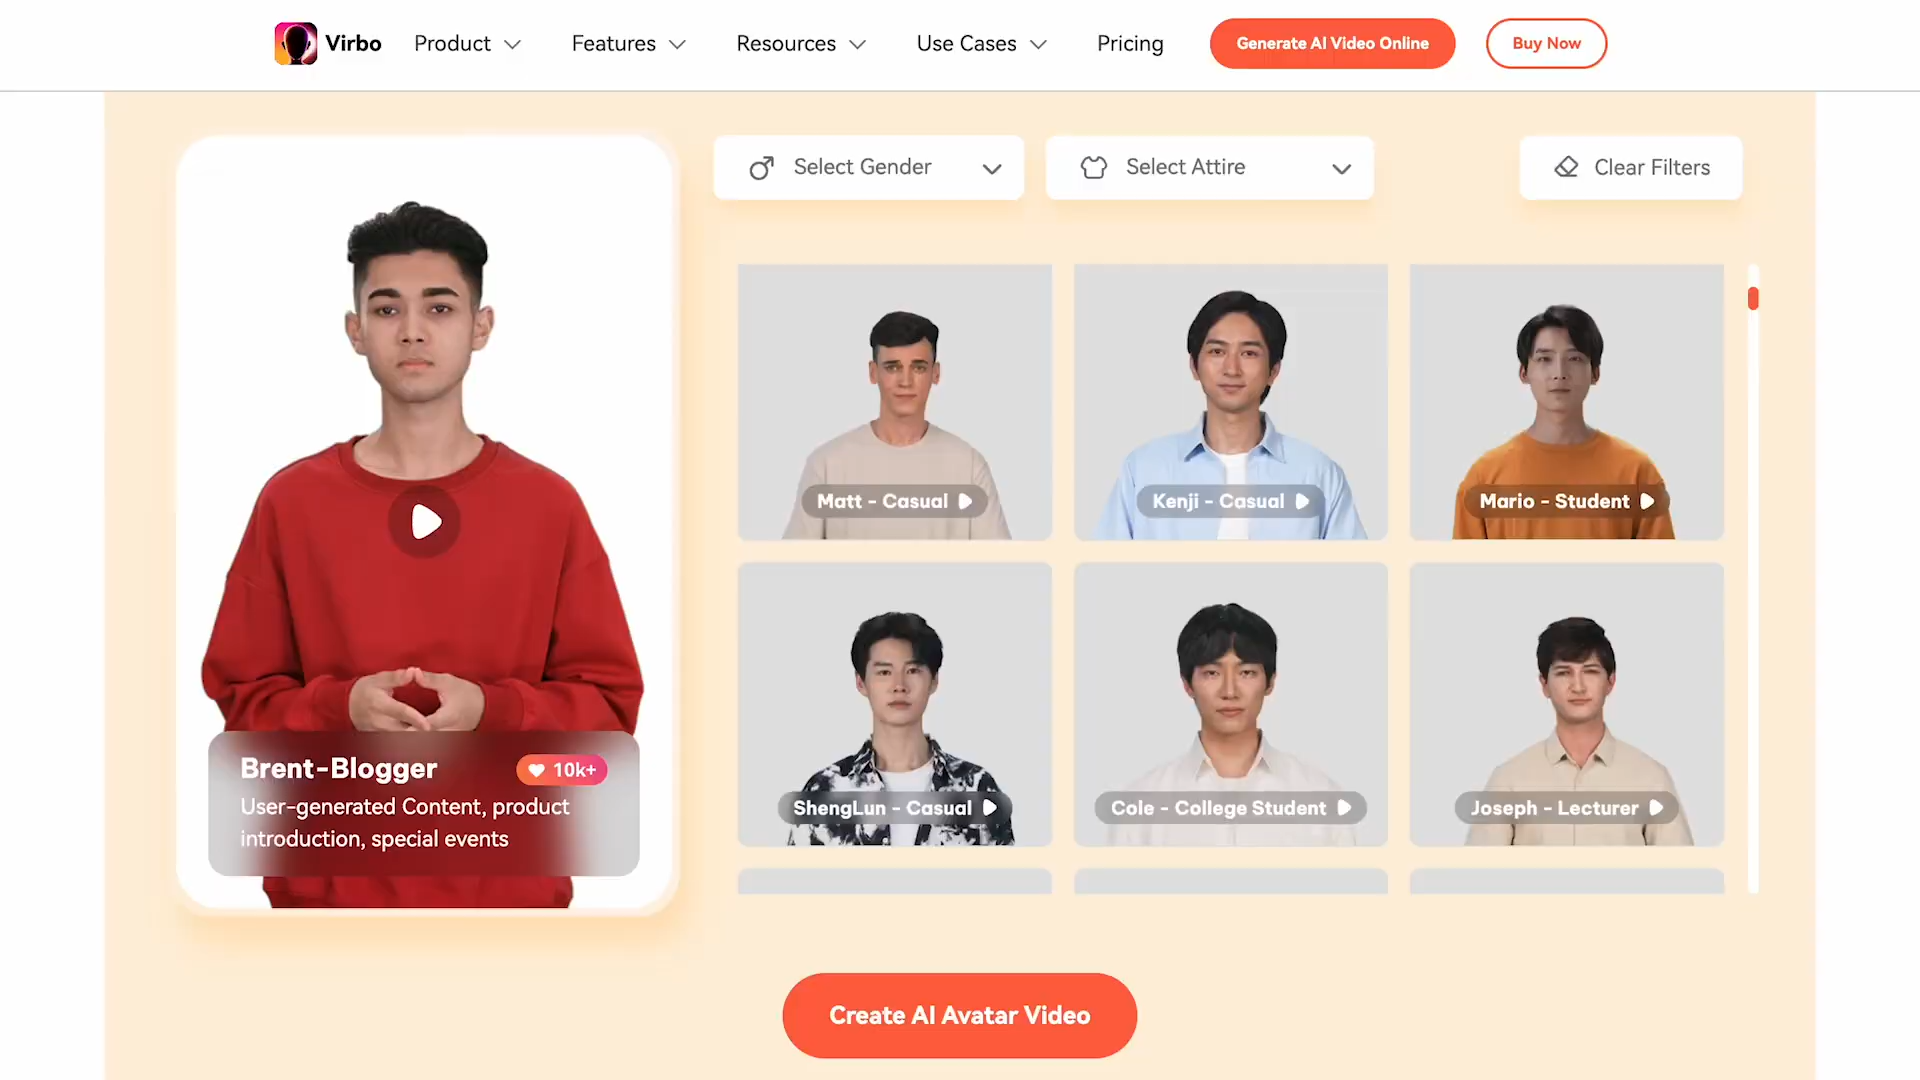 Virbo
Product
Features
Resources
Use Cases
Pricing
Generate AI Video Online
Buy Now
Select Gender
Select Attire
Clear Filters
Matt - Casual
Kenji - Casual
Mario - Student
ShengLun - Casual
Cole - College Student
Joseph - Lecturer
Brent-Blogger
10k+
User-generated Content, product
introduction, special events
Create AI Avatar Video